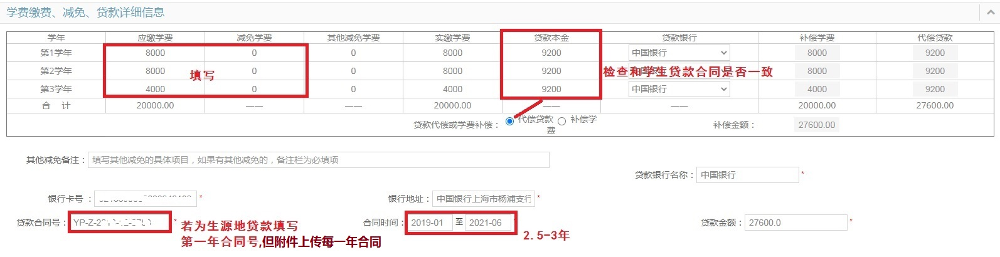 学费缴费、减免、贷款详细信息
学年 应缴学费 减免学费 其他减免学费 实缴学费 贷款本金 贷款银行 补偿学费 代偿贷款
第1学年 8000 0 0 8000 9200 中国银行 8000 9200
第2学年 8000 0 0 8000 9200 8000 9200
填写
检查和学生贷款合同是否一致
第3学年 4000 0 0 4000 9200 中国银行 4000 9200
合 计 20000.00 —— —— 20000.00 —— —— 20000.00 27600.00
贷款代偿或学费补偿： 代偿贷款 补偿学费 补偿金额： 27600.00
其他减免备注： 填写其他减免的具体项目，如果有其他减免的，备注栏为必填项
贷款银行名称： 中国银行 *
银行卡号 ： * 银行地址： 中国银行上海市杨浦支行 *
贷款合同号： YP-Z- * 合同时间： 2019-01 至 2021-06 * 贷款金额： 27600.0 *
若为生源地贷款填写
第一年合同号,但附件上传每一年合同
2.5-3年